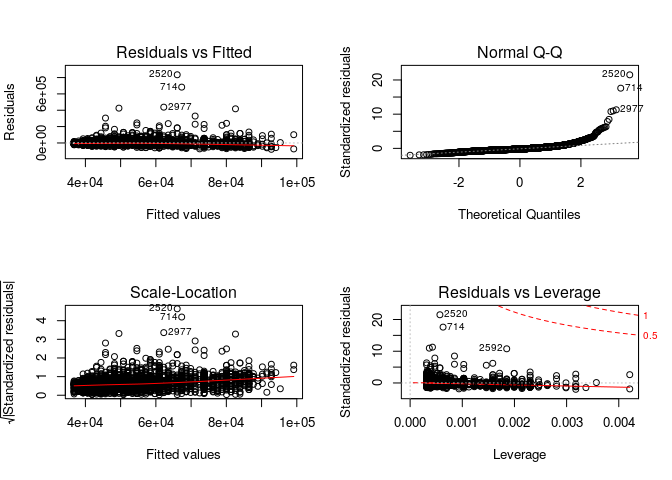 Residuals vs Fitted
Residuals
6e+05
0e+00
2520
714
2977
4e+04 6e+04 8e+04 1e+05
Fitted values
Normal Q-Q
Standardized residuals
20
10
0
2520
714
2977
-2 0 2
Theoretical Quantiles
Scale-Location
√|Standardized residuals|
4
3
2
1
0
2520
714
2977
4e+04 6e+04 8e+04 1e+05
Fitted values
Residuals vs Leverage
Standardized residuals
20
10
0
2520
714
2592
1
0.5
0.000 0.001 0.002 0.003 0.004
Leverage